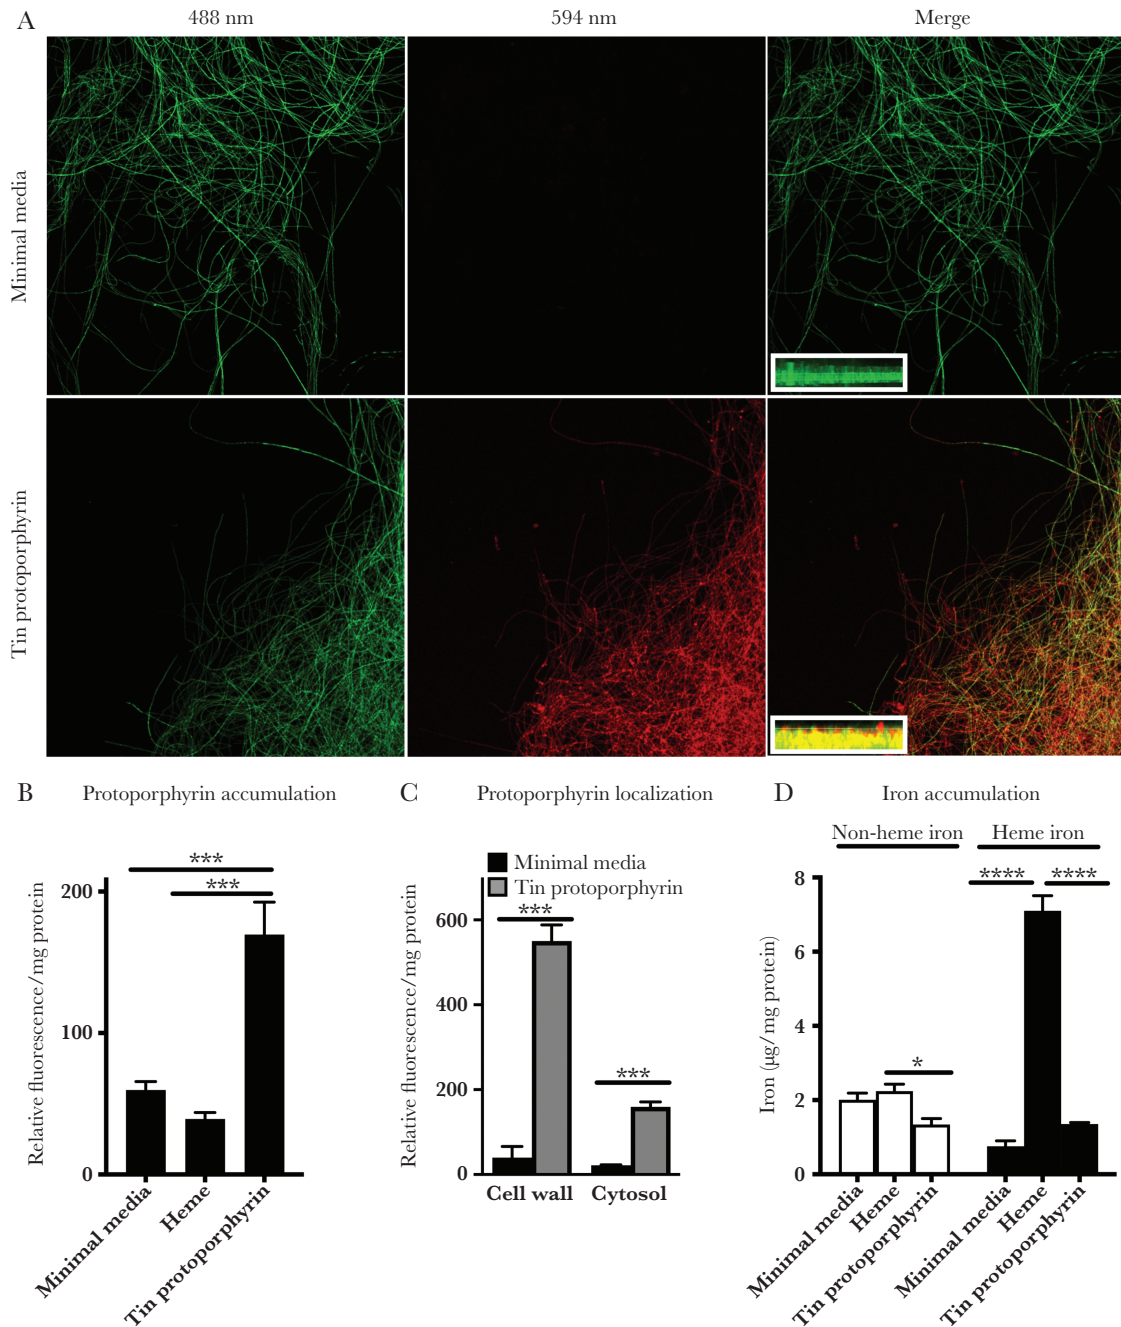 A
488 nm
594 nm
Merge
Minimal media
Tin protoporphyrin
B
Protoporphyrin accumulation
***
***
Relative fluorescence/mg protein
200
100
0
Minimal media
Heme
Tin protoporphyrin
C
Protoporphyrin localization
Minimal media
Tin protoporphyrin
***
***
Relative fluorescence/mg protein
600
400
200
0
Cell wall
Cytosol
D
Iron accumulation
Non-heme iron
Heme iron
****
****
*
Iron (µg/mg protein)
8
6
4
2
0
Minimal media
Heme
Tin protoporphyrin
Minimal media
Heme
Tin protoporphyrin